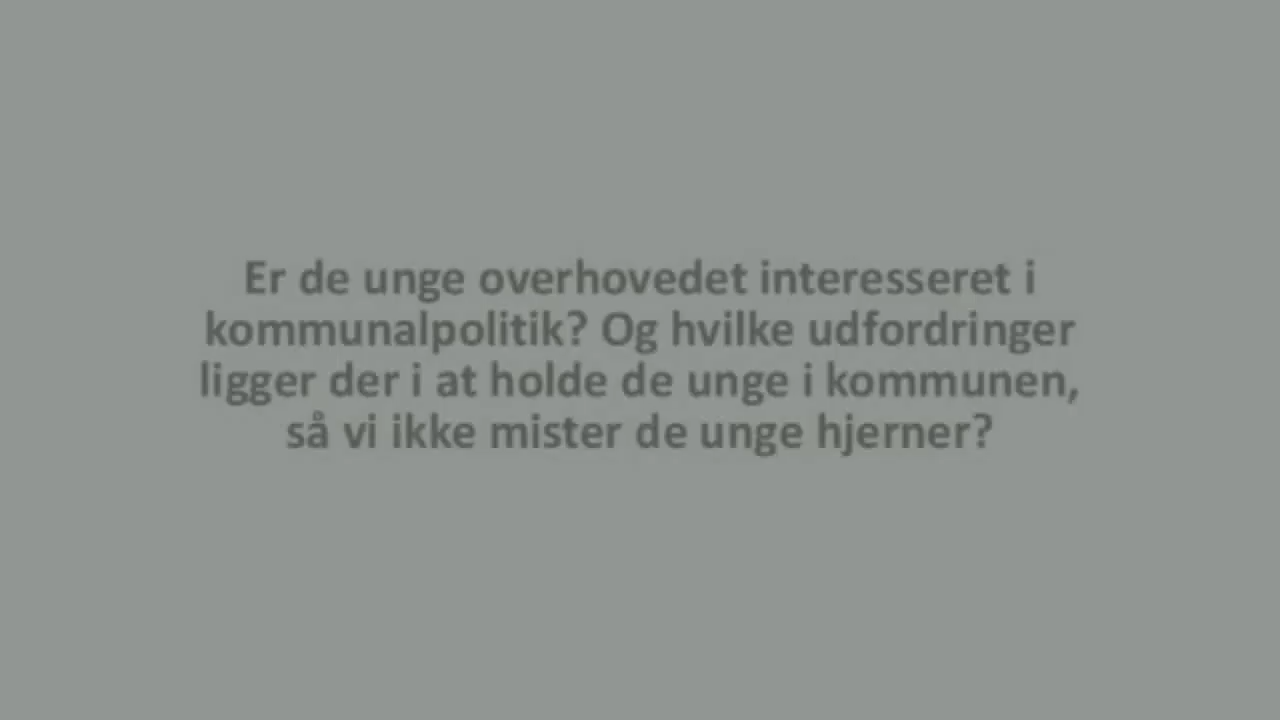 Er de unge overhovedet interesseret i
kommunalpolitik? Og hvilke udfordringer
ligger der i at holde de unge i kommunen,
så vi ikke mister de unge hjerner?